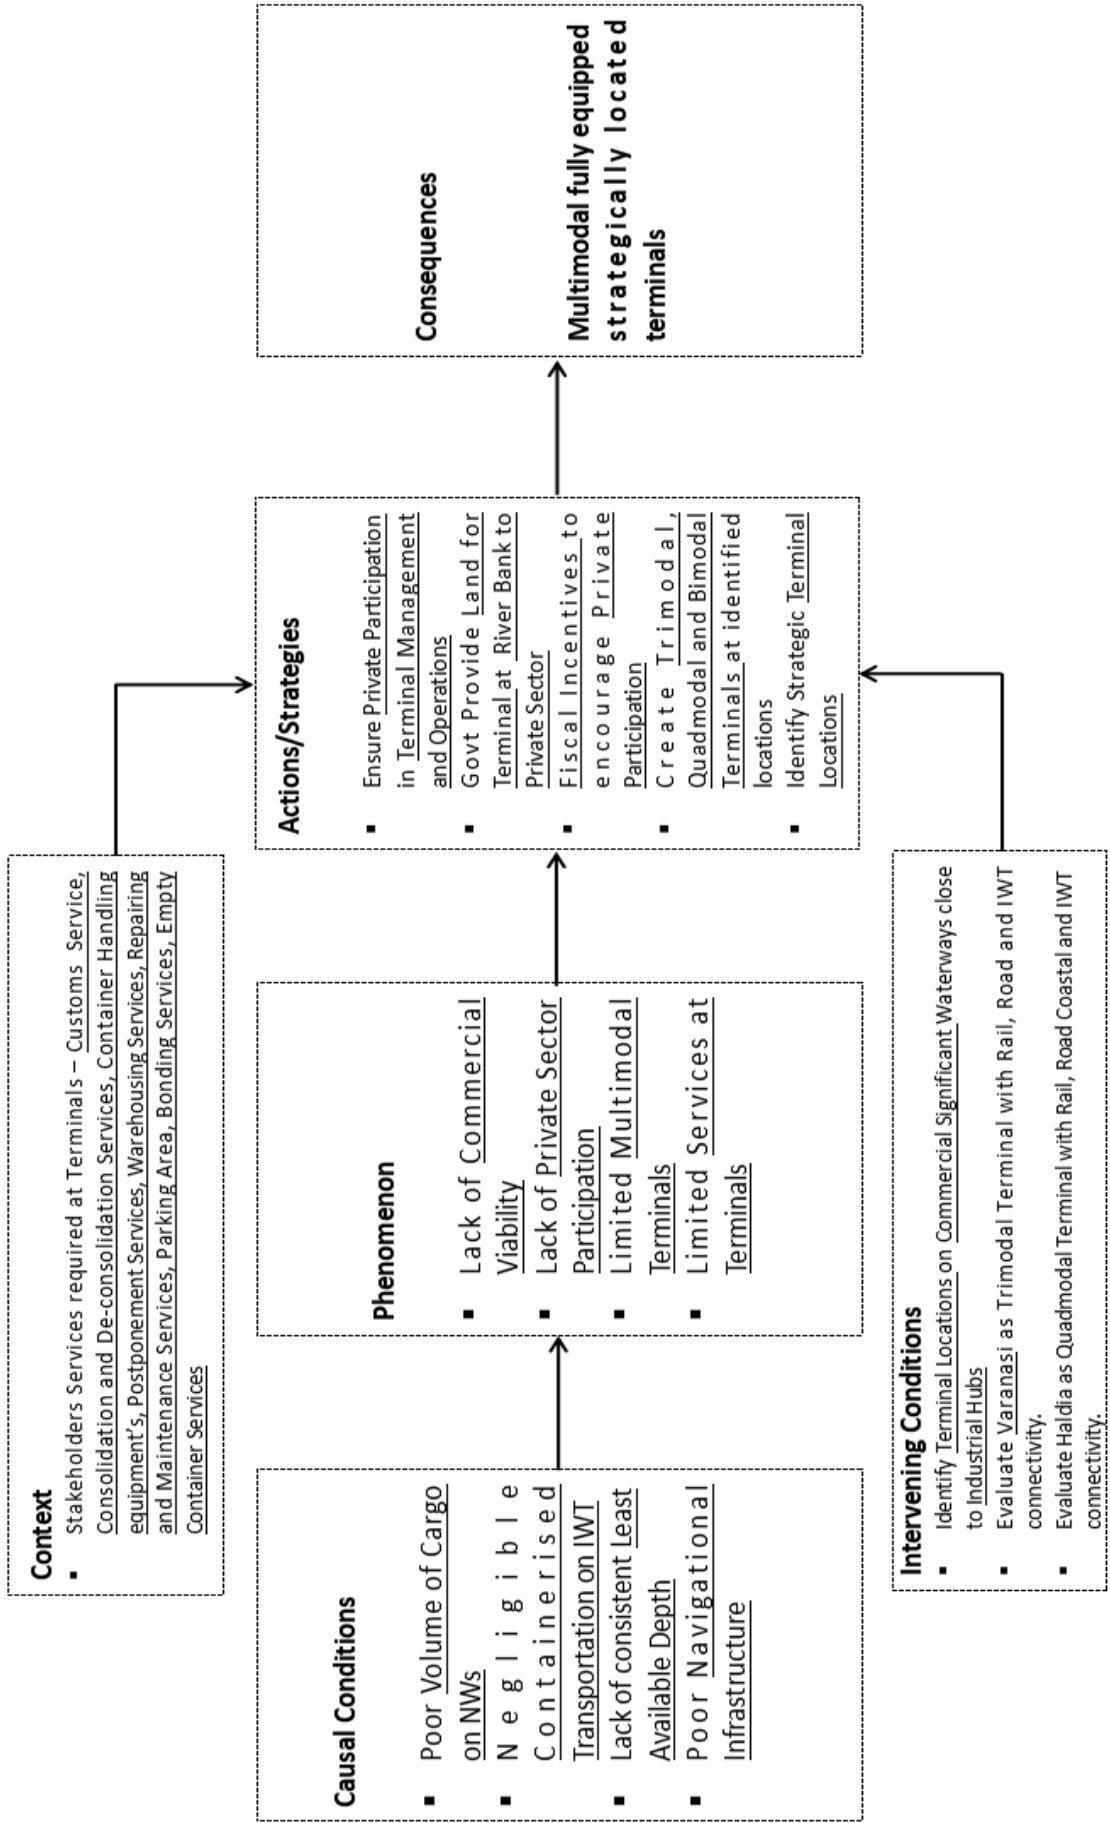 Context
▪ Stakeholders Services required at Terminals – Customs Service,
Consolidation and De-consolidation Services, Container Handling
equipment's, Postponement Services, Warehousing Services, Repairing
and Maintenance Services, Parking Area, Bonding Services, Empty
Container Services
Causal Conditions
▪ Poor Volume of Cargo
on NWs
▪ Negligible
Containerised
Transportation on IWT
▪ Lack of consistent Least
Available Depth
▪ Poor Navigational
Infrastructure
Phenomenon
▪ Lack of Commercial
Viability
▪ Lack of Private Sector
Participation
▪ Limited Multimodal
Terminals
▪ Limited Services at
Terminals
Actions/Strategies
▪ Ensure Private Participation
in Terminal Management
and Operations
▪ Govt Provide Land for
Terminal at River Bank to
Private Sector
▪ Fiscal Incentives to
encourage Private
Participation
▪ Create Trimodal,
Quadmodal and Bimodal
Terminals at identified
locations
▪ Identify Strategic Terminal
Locations
Consequences
Multimodal fully equipped
strategically located
terminals
Intervening Conditions
▪ Identify Terminal Locations on Commercial Significant Waterways close
to Industrial Hubs
▪ Evaluate Varanasi as Trimodal Terminal with Rail, Road and IWT
connectivity.
▪ Evaluate Haldia as Quadmodal Terminal with Rail, Road Coastal and IWT
connectivity.